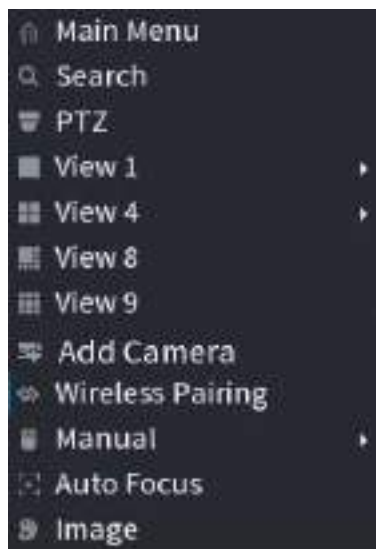 Main Menu
Search
PTZ
View 1
View 4
View 8
View 9
Add Camera
Wireless Pairing
Manual
Auto Focus
Image